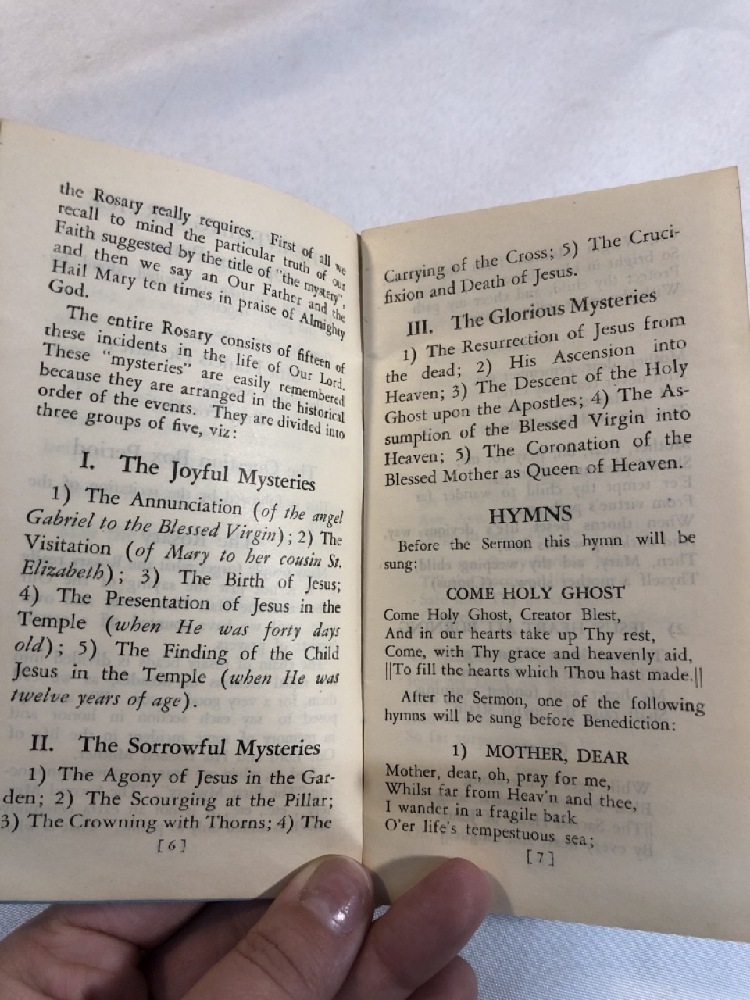 the Rosary really requires. First of all we
recall to mind the particular truth of our
Faith suggested by the title of "the mystery",
and then we say an Our Father and the
Hail Mary ten times in praise of Almighty
God.
The entire Rosary consists of fifteen of
these incidents in the life of Our Lord.
These "mysteries" are easily remembered
because they are arranged in the historical
order of the events. They are divided into
three groups of five, viz:
I. The Joyful Mysteries
1) The Annunciation (of the angel
Gabriel to the Blessed Virgin); 2) The
Visitation (of Mary to her cousin St.
Elizabeth); 3) The Birth of Jesus;
4) The Presentation of Jesus in the
Temple (when He was forty days
old); 5) The Finding of the Child
Jesus in the Temple (when He was
twelve years of age).
II. The Sorrowful Mysteries
1) The Agony of Jesus in the Gar-
den; 2) The Scourging at the Pillar;
3) The Crowning with Thorns; 4) The
[6]
Carrying of the Cross; 5) The Cruci-
fixion and Death of Jesus.
III. The Glorious Mysteries
1) The Resurrection of Jesus from
the dead; 2) His Ascension into
Heaven; 3) The Descent of the Holy
Ghost upon the Apostles; 4) The As-
sumption of the Blessed Virgin into
Heaven; 5) The Coronation of the
Blessed Mother as Queen of Heaven.
HYMNS
Before the Sermon this hymn will be
sung:
COME HOLY GHOST
Come Holy Ghost, Creator Blest,
And in our hearts take up Thy rest,
Come, with Thy grace and heavenly aid,
||To fill the hearts which Thou hast made.||
After the Sermon, one of the following
hymns will be sung before Benediction:
1) MOTHER, DEAR
Mother, dear, oh, pray for me,
Whilst far from Heav'n and thee,
I wander in a fragile bark
O'er life's tempestuous sea;
[7]